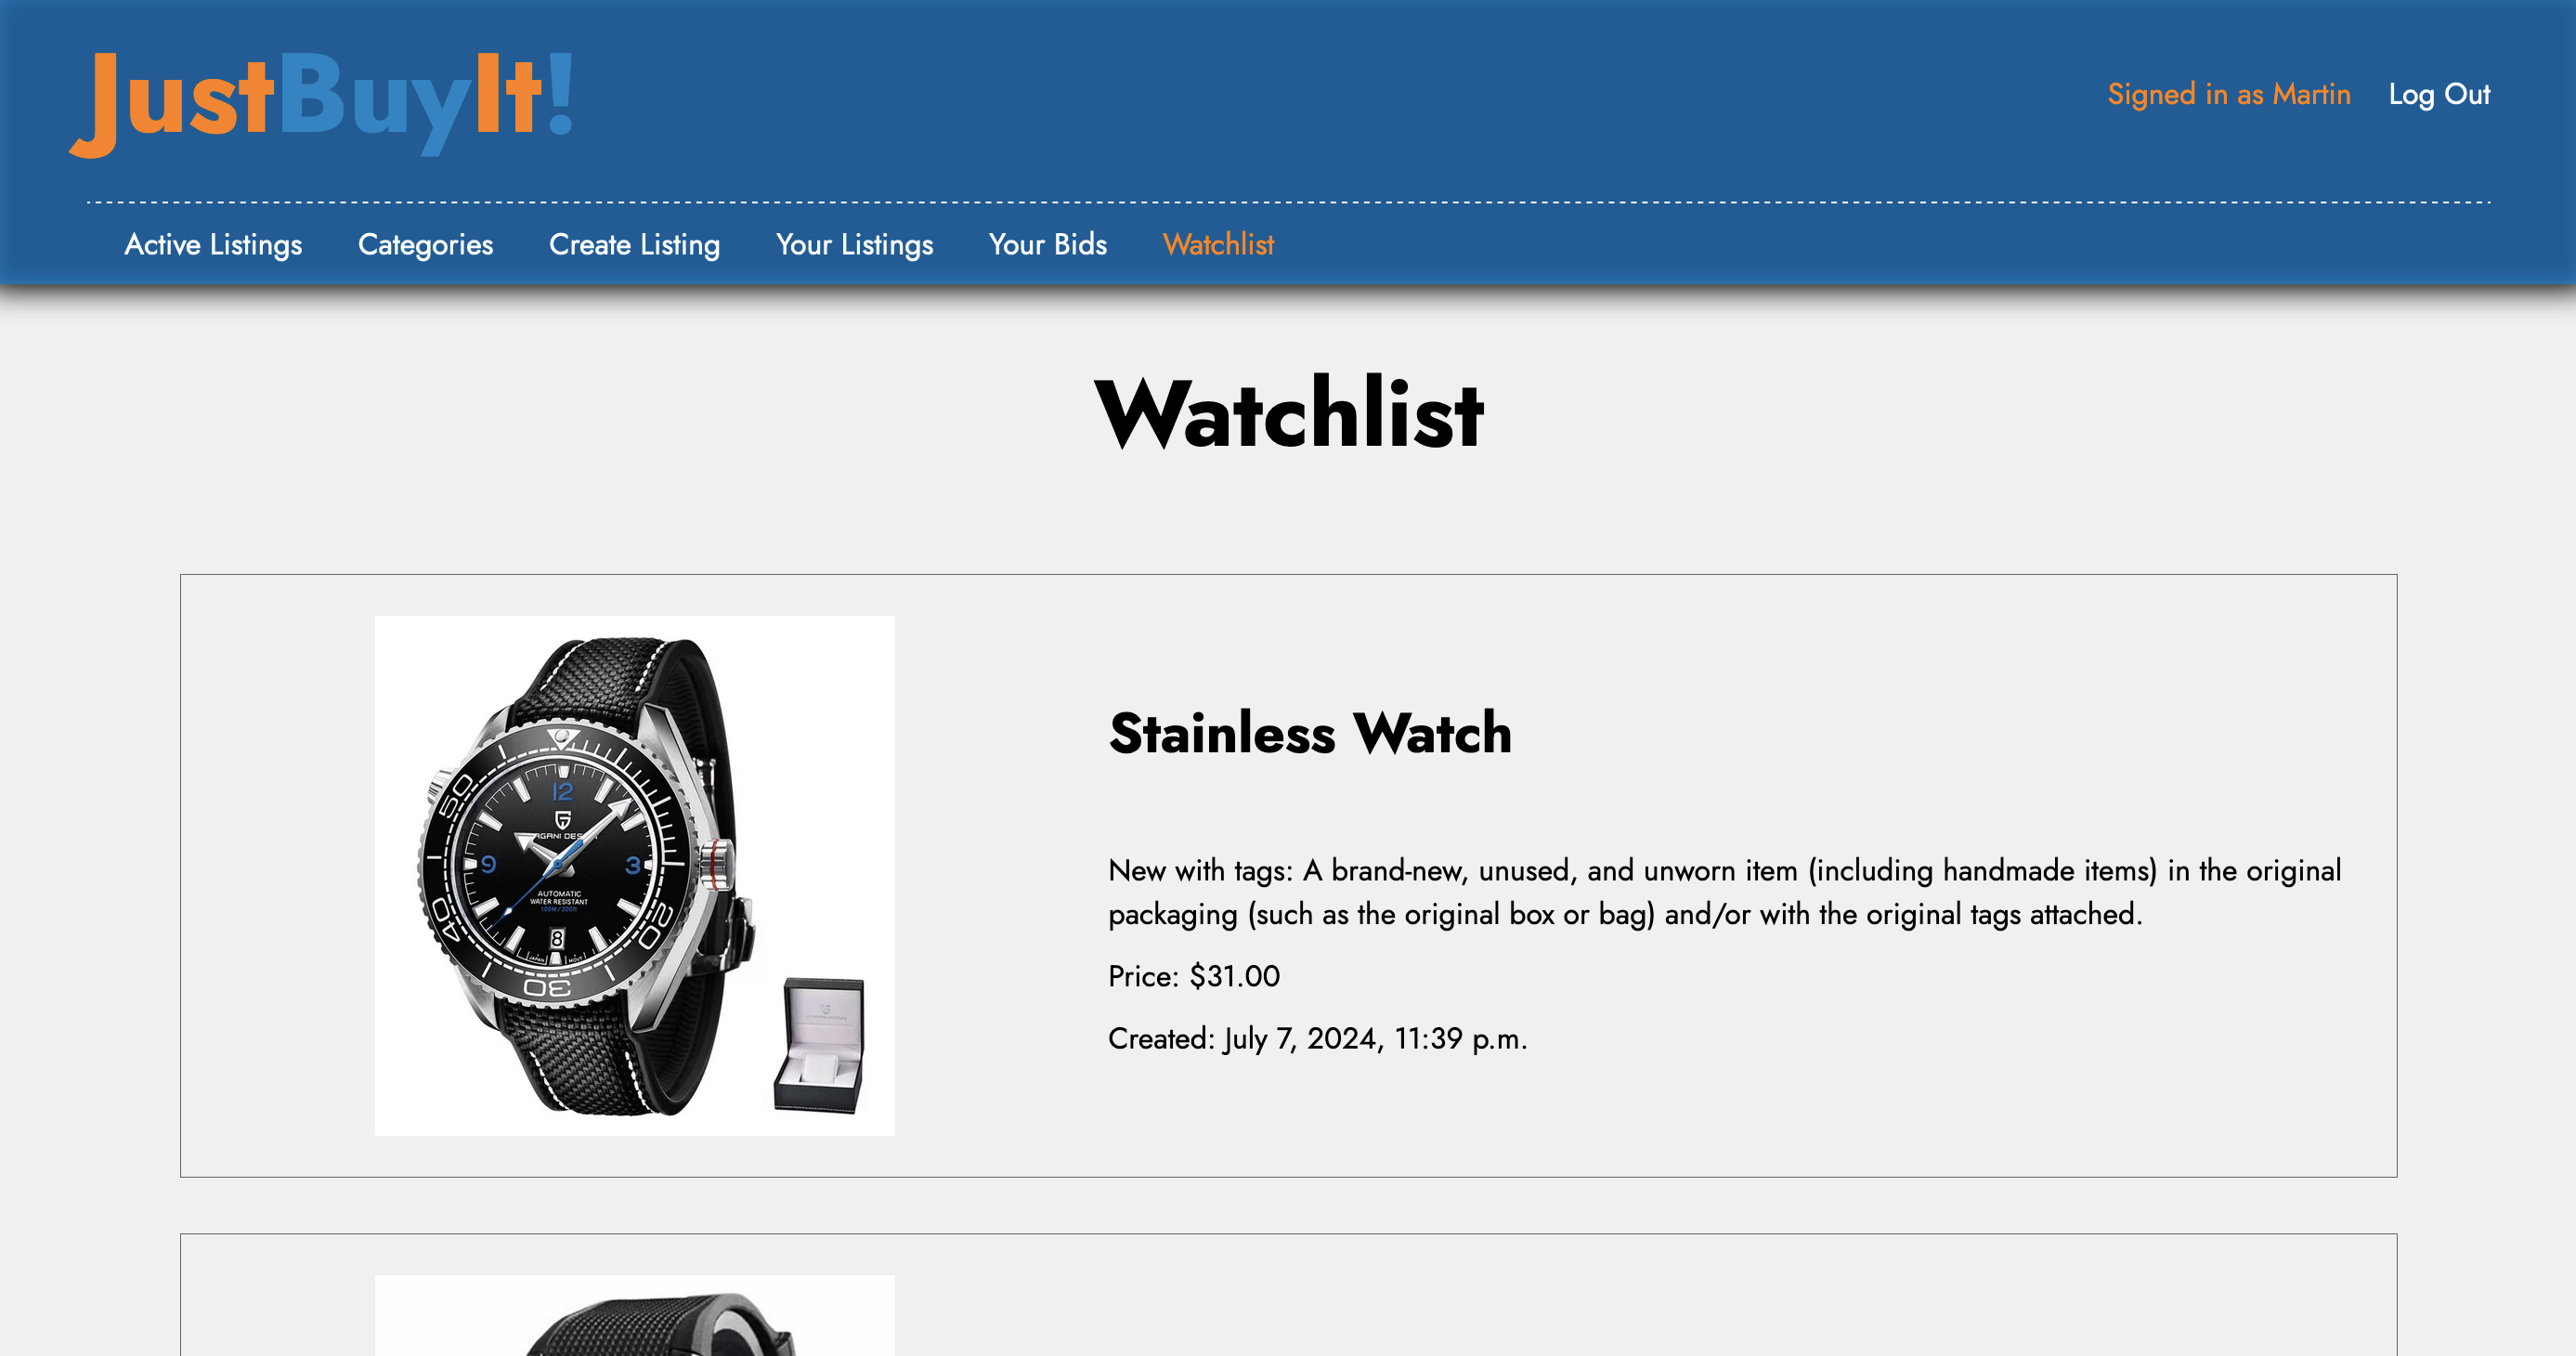 JustBuyIt!
Signed in as Martin Log Out
Active Listings Categories Create Listing Your Listings Your Bids Watchlist
Watchlist
Stainless Watch
New with tags: A brand-new, unused, and unworn item (including handmade items) in the original
packaging (such as the original box or bag) and/or with the original tags attached.
Price: $31.00
Created: July 7, 2024, 11:39 p.m.
12
50
9
3
AUTOMATIC
WATER RESISTANT
100M/300ft
40
20
8
30